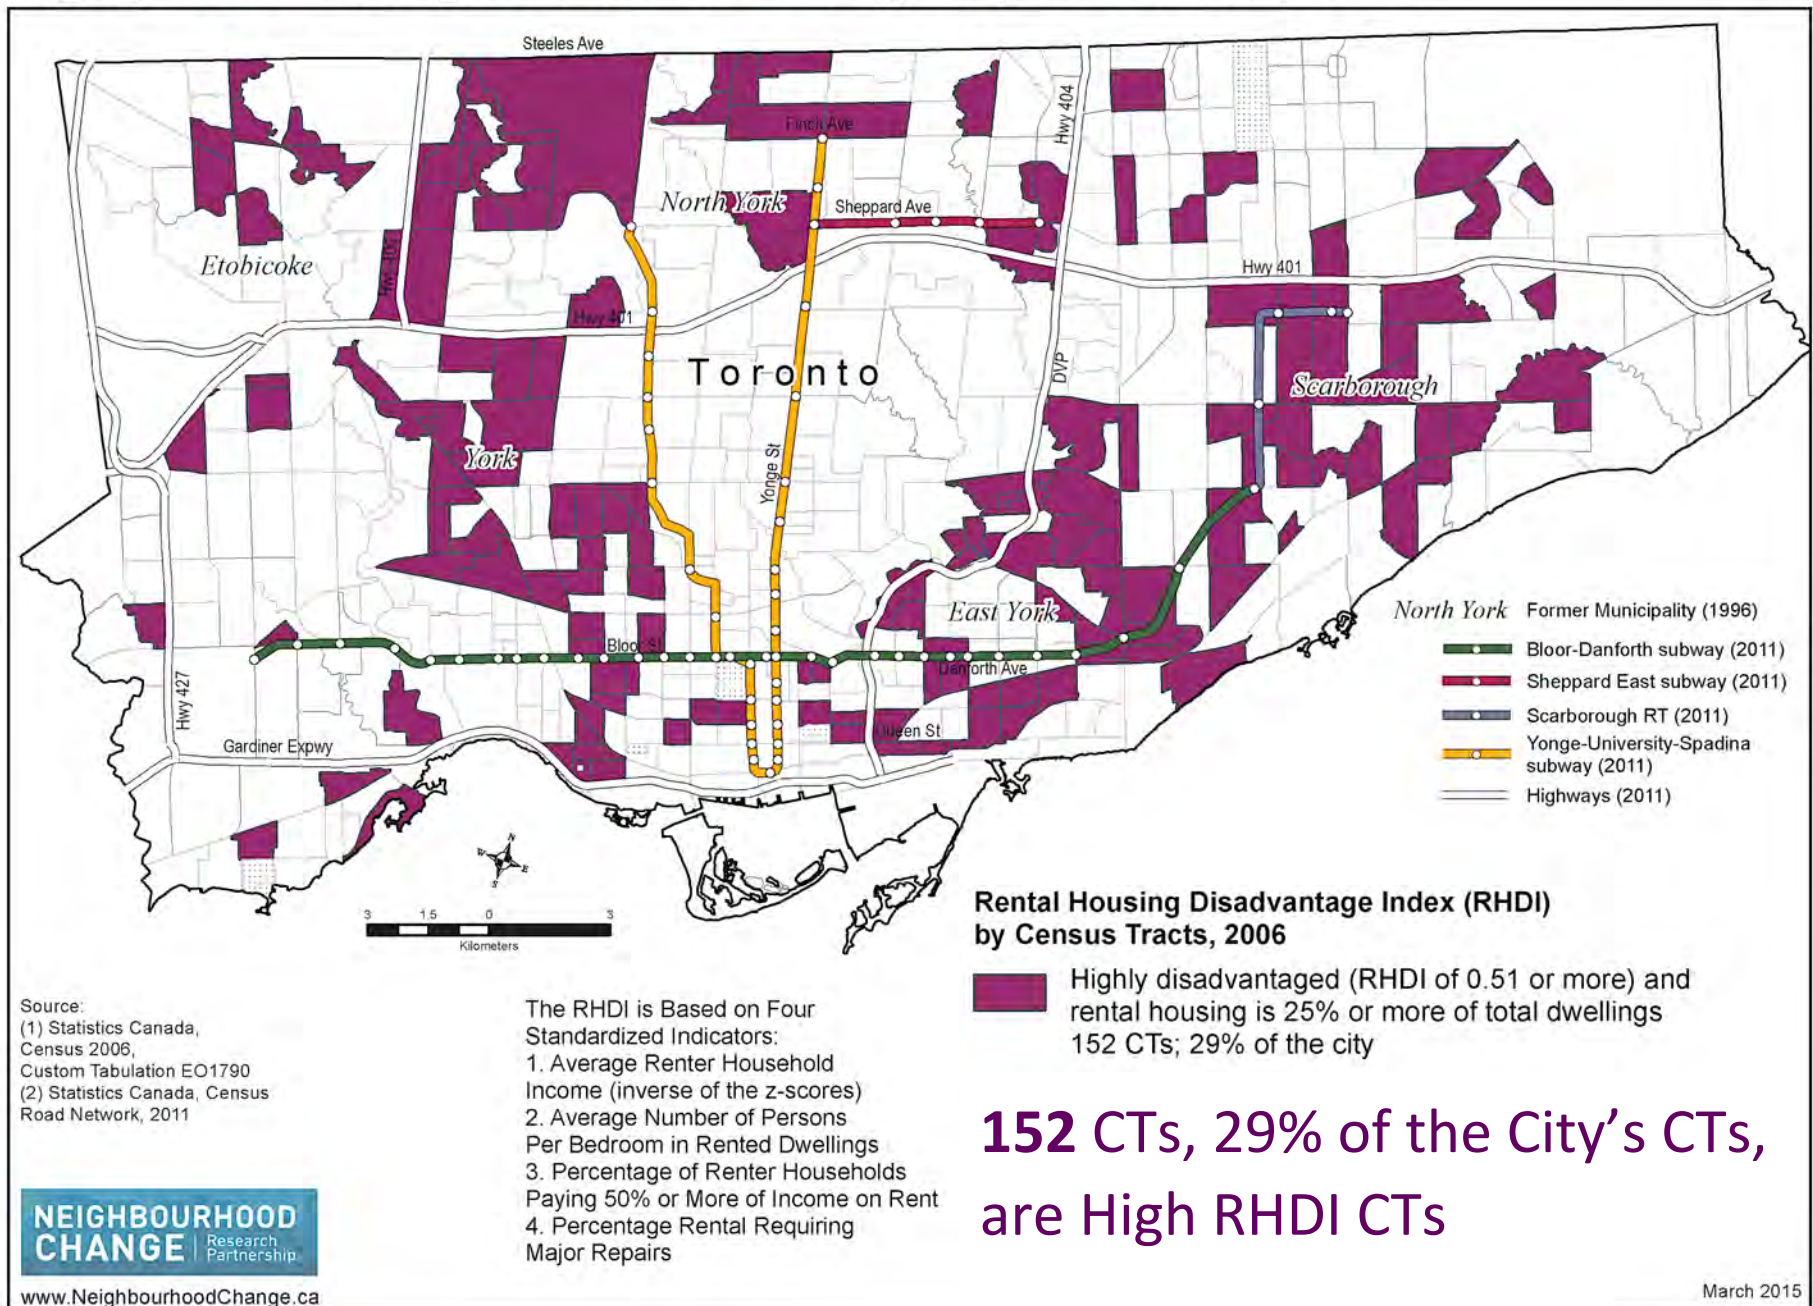 Steeles Ave
Hwy 404
Finch Ave
North York
Sheppard Ave
Etobicoke
Hwy 400
Hwy 401
Hwy 401
Toronto
DVP
Scarborough
York
Yonge St
East York
Bloor St
Danforth Ave
Hwy 427
Queen St
Gardiner Expwy
North York Former Municipality (1996)
Bloor-Danforth subway (2011)
Sheppard East subway (2011)
Scarborough RT (2011)
Yonge-University-Spadina
subway (2011)
Highways (2011)
N
W E
S
3 1.5 0 3
Kilometers
Rental Housing Disadvantage Index (RHDI)
by Census Tracts, 2006
Highly disadvantaged (RHDI of 0.51 or more) and
rental housing is 25% or more of total dwellings
152 CTs; 29% of the city
Source:
(1) Statistics Canada,
Census 2006,
Custom Tabulation EO1790
(2) Statistics Canada, Census
Road Network, 2011
The RHDI is Based on Four
Standardized Indicators:
1. Average Renter Household
Income (inverse of the z-scores)
2. Average Number of Persons
Per Bedroom in Rented Dwellings
3. Percentage of Renter Households
Paying 50% or More of Income on Rent
4. Percentage Rental Requiring
Major Repairs
152 CTs, 29% of the City’s CTs,
are High RHDI CTs
NEIGHBOURHOOD
CHANGE Research
Partnership
www.NeighbourhoodChange.ca
March 2015